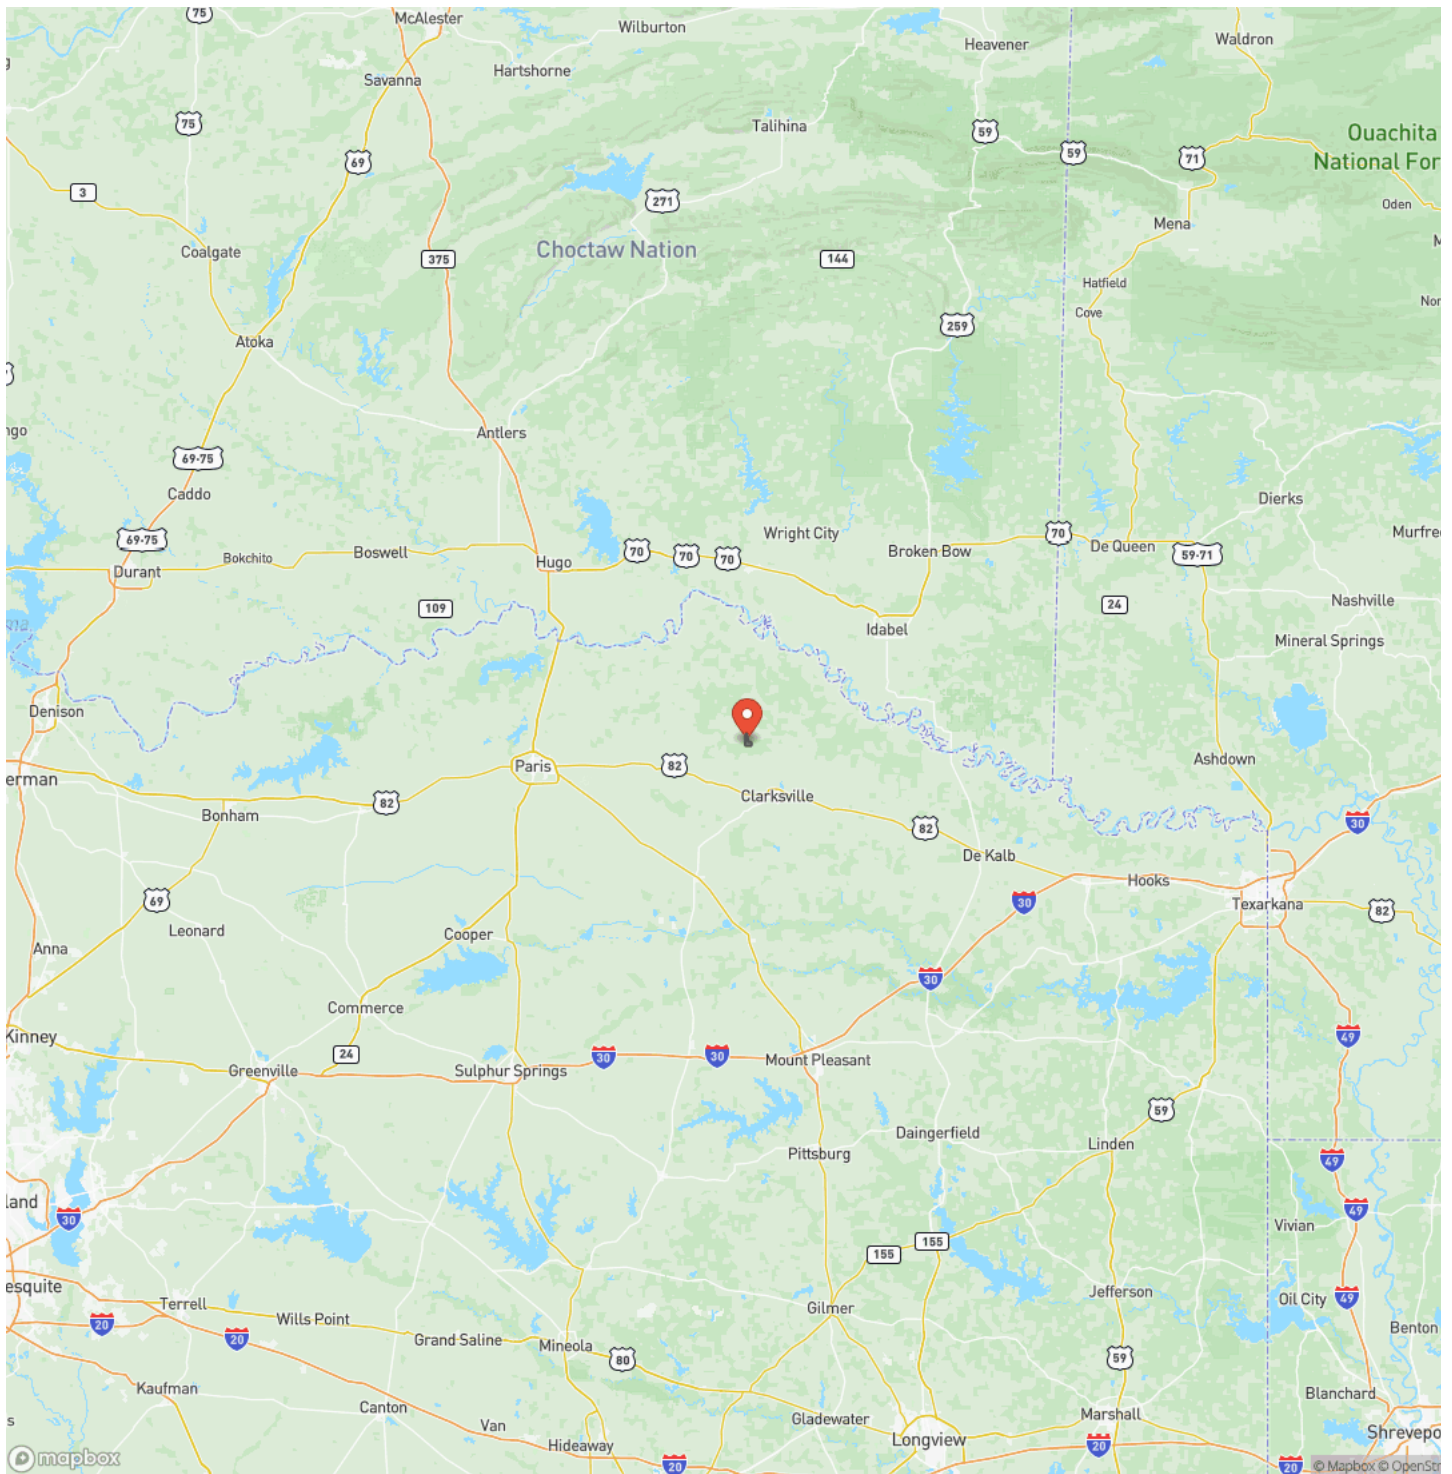 75
McAlester
Wilburton
Heavener
Waldron
Hartshorne
Savanna
75
Talihina
59
59
71
Ouachita
National For
69
3
271
Oden
Mena
Coalgate
Choctaw Nation
375
144
Hatfield
Nor
Cove
259
Atoka
Antlers
ngo
69-75
Caddo
Dierks
69-75
Wright City
70
Murfree
Boswell
Bokchito
Hugo
70
70
70
Broken Bow
De Queen
59-71
Durant
109
24
Nashville
Idabel
Mineral Springs
Denison
Paris
82
Ashdown
erman
Clarksville
82
Bonham
82
30
De Kalb
Hooks
69
30
Texarkana
82
Leonard
Cooper
Anna
30
Commerce
Kinney
49
24
30
30
Mount Pleasant
Greenville
Sulphur Springs
59
Daingerfield
Linden
Pittsburg
49
land
30
49
Vivian
155
155
esquite
Jefferson
Oil City
49
Terrell
Wills Point
Gilmer
20
20
Grand Saline
Mineola
Benton
80
59
Kaufman
Blanchard
Canton
Van
Gladewater
Marshall
s
Hideaway
Longview
20
Shrevepo
mapbox
20
20
© Mapbox © OpenStr